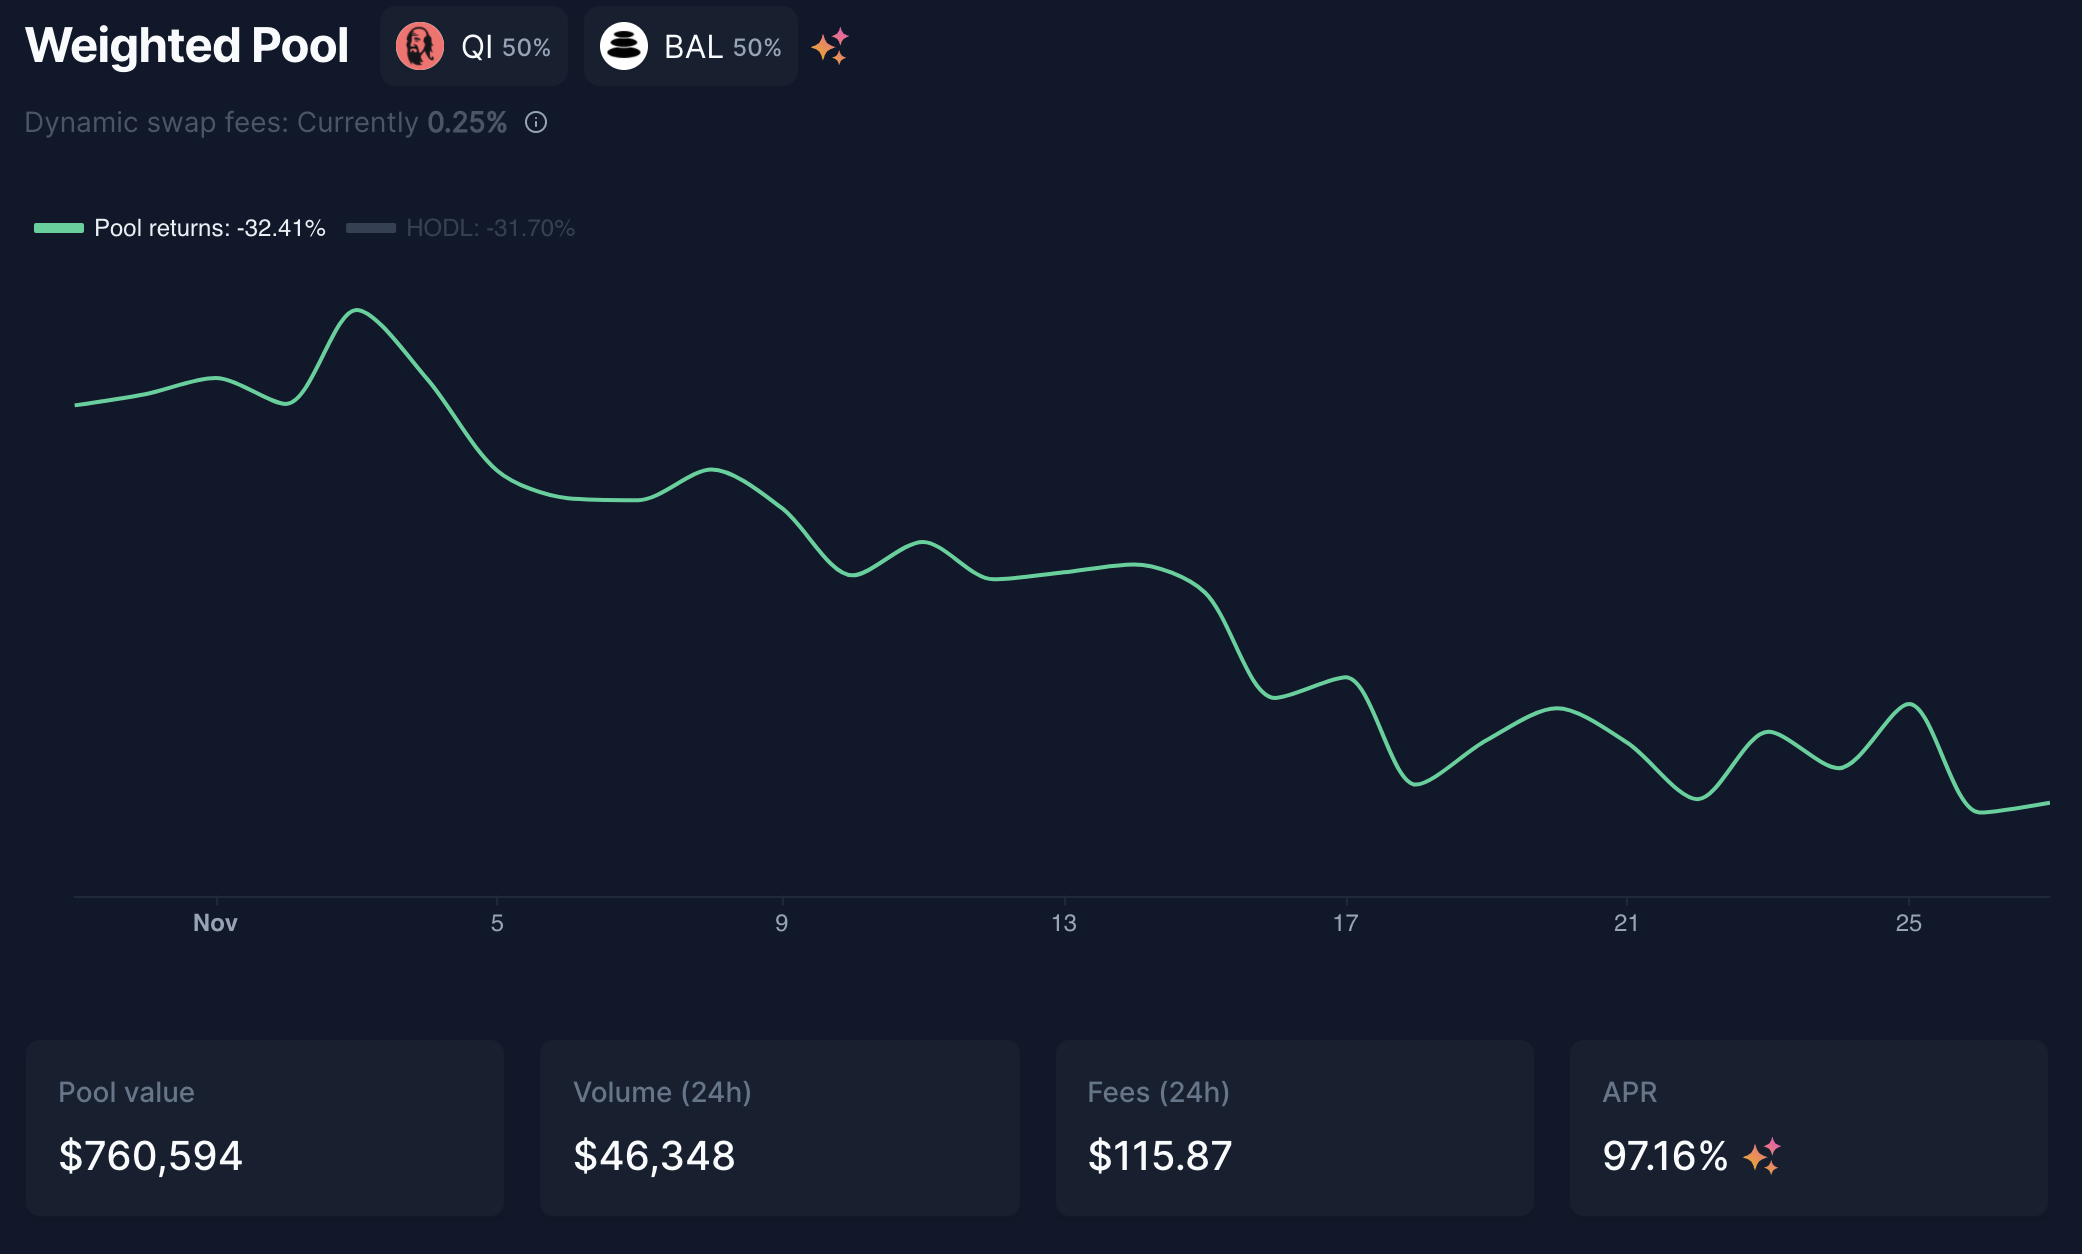 Weighted Pool QI 50% BAL 50%
Dynamic swap fees: Currently 0.25%
Pool returns: -32.41% HODL: -31.70%
Nov 5 9 13 17 21 25
Pool value Volume (24h) Fees (24h) APR
$760,594 $46,348 $115.87 97.16%